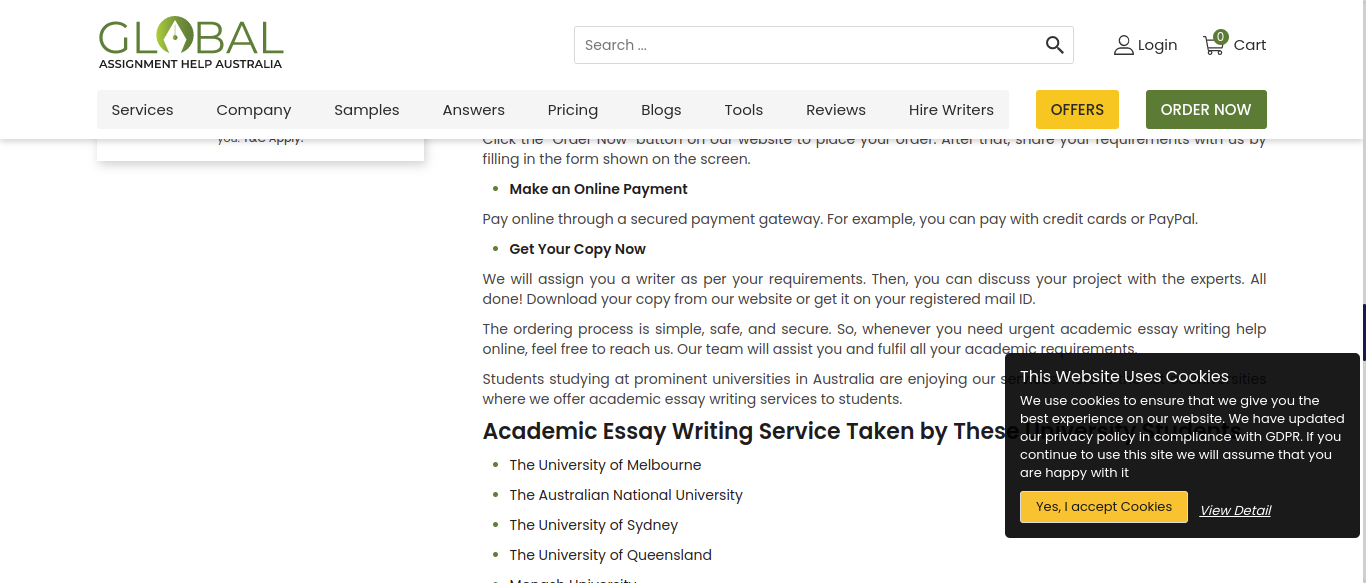 GLOBAL
ASSIGNMENT HELP AUSTRALIA
Search ...
Login
0
Cart
Services
Company
Samples
Answers
Pricing
Blogs
Tools
Reviews
Hire Writers
OFFERS
ORDER NOW
you. T&C Apply.
Click the "Order Now" button on our website to place your order. After that, share your requirements with us by
filling in the form shown on the screen.
Make an Online Payment
Pay online through a secured payment gateway. For example, you can pay with credit cards or PayPal.
Get Your Copy Now
We will assign you a writer as per your requirements. Then, you can discuss your project with the experts. All
done! Download your copy from our website or get it on your registered mail ID.
The ordering process is simple, safe, and secure. So, whenever you need urgent academic essay writing help
online, feel free to reach us. Our team will assist you and fulfil all your academic requirements.
Students studying at prominent universities in Australia are enjoying our
where we offer academic essay writing services to students.
Academic Essay Writing Service Taken by These University Students
The University of Melbourne
The Australian National University
The University of Sydney
The University of Queensland
Monash University
This Website Uses Cookies
We use cookies to ensure that we give you the
best experience on our website. We have updated
our privacy policy in compliance with GDPR. If you
continue to use this site we will assume that you
are happy with it
Yes, I accept Cookies
View Detail